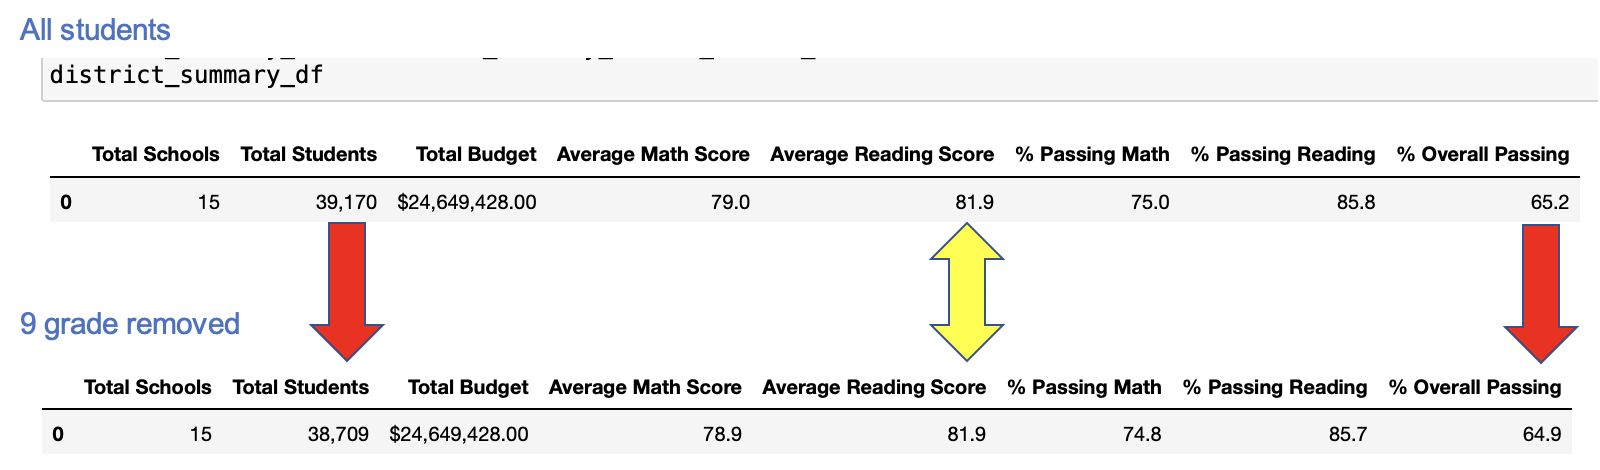 All students
district_summary_df
Total Schools Total Students Total Budget Average Math Score Average Reading Score % Passing Math % Passing Reading % Overall Passing
0 15 39,170 $24,649,428.00 79.0 81.9 75.0 85.8 65.2
9 grade removed
Total Schools Total Students Total Budget Average Math Score Average Reading Score % Passing Math % Passing Reading % Overall Passing
0 15 38,709 $24,649,428.00 78.9 81.9 74.8 85.7 64.9